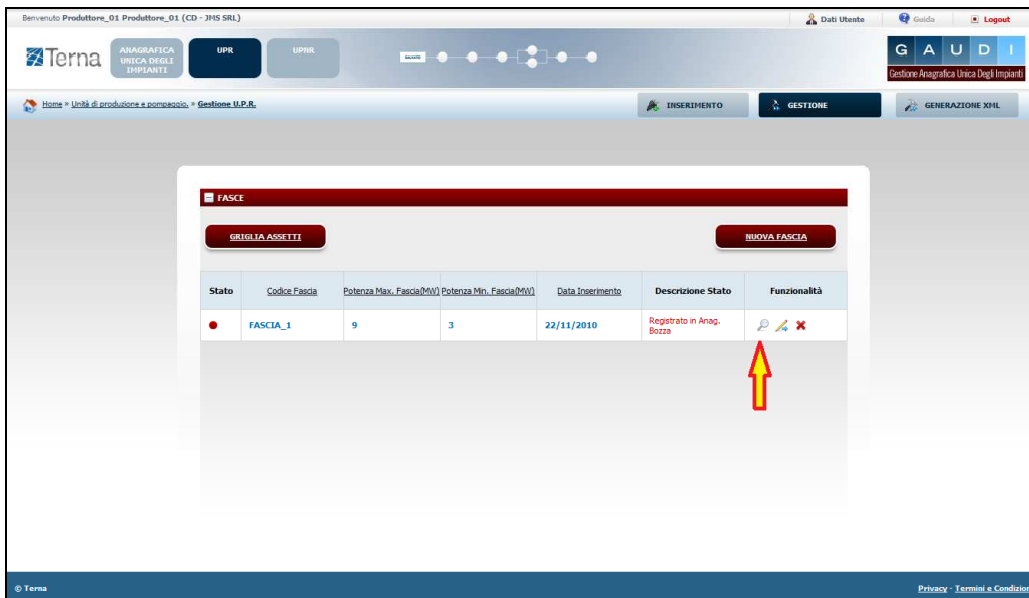 Benvenuto Produttore_01 Produttore_01 (CD - JMS SRL)
Dati Utente
Guida
Logout
Terna
ANAGRAFICA
UNICA DEGLI
IMPIANTI
UPR
UPNR
G A U D I
Gestione Anagrafica Unica Degli Impianti
Home » Unità di produzione e pompaggio. » Gestione U.P.R.
INSERIMENTO
GESTIONE
GENERAZIONE XML
FASCE
GRIGLIA ASSETTI
NUOVA FASCIA
Stato Codice Fascia Potenza Max. Fascia(MW) Potenza Min. Fascia(MW) Data Inserimento Descrizione Stato Funzionalità
FASCIA_1 9 3 22/11/2010 Registrato in Anag.
Bozza
© Terna
Privacy - Termini e Condizion